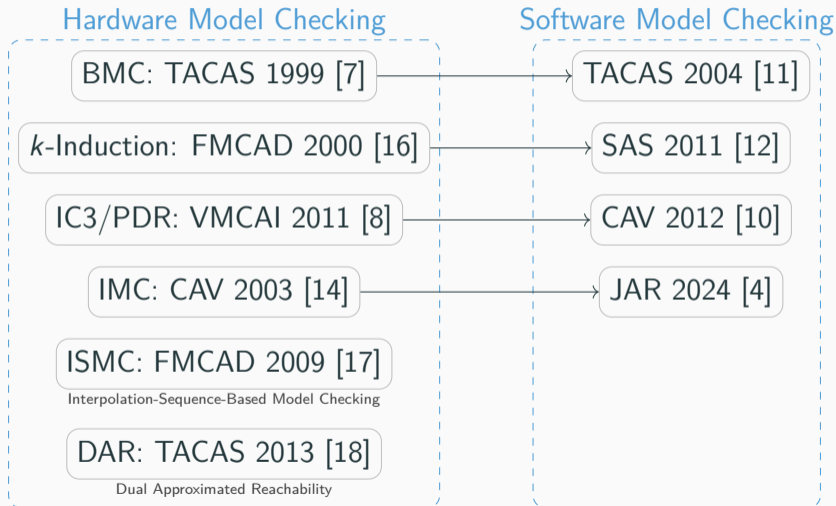 Hardware Model Checking
Software Model Checking
BMC: TACAS 1999 [7]
TACAS 2004 [11]
k-Induction: FMCAD 2000 [16]
SAS 2011 [12]
IC3/PDR: VMCAI 2011 [8]
CAV 2012 [10]
IMC: CAV 2003 [14]
JAR 2024 [4]
ISMC: FMCAD 2009 [17]
Interpolation-Sequence-Based Model Checking
DAR: TACAS 2013 [18]
Dual Approximated Reachability